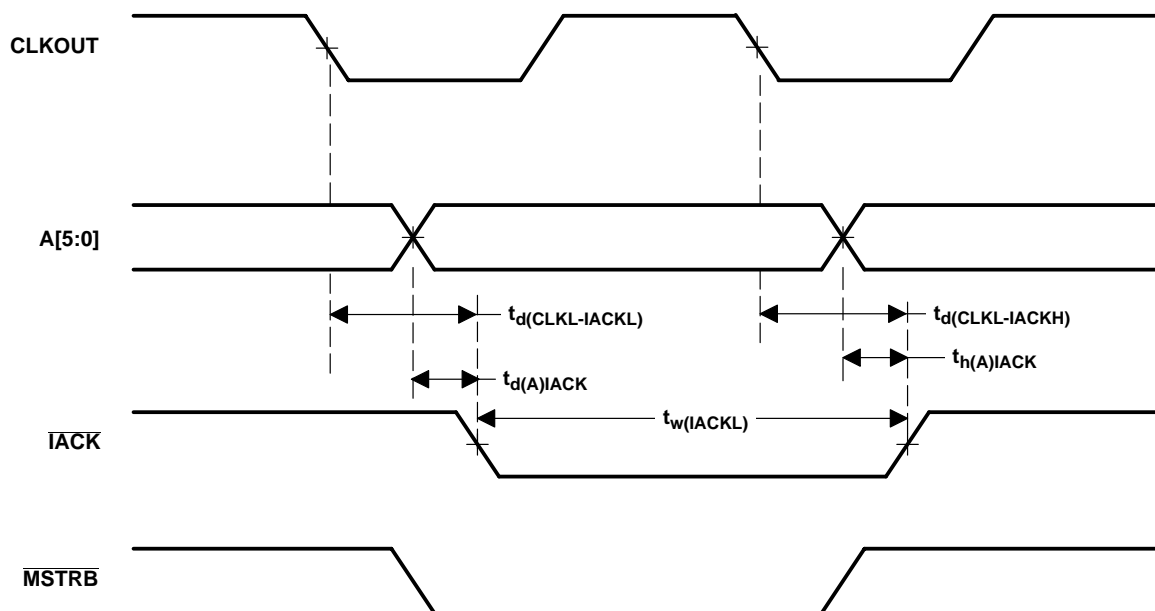 CLKOUT
A[5:0]
td(CLKL-IACKL)
td(CLKL-IACKH)
th(A)IACK
td(A)IACK
tw(IACKL)
IACK
MSTRB